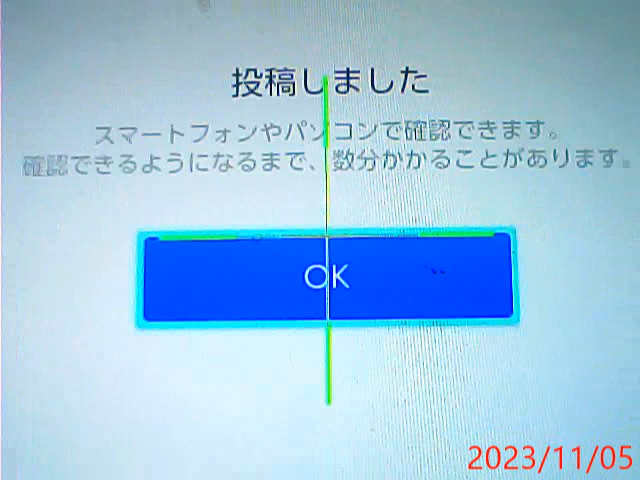 投稿しました
スマートフォンやパソコンで確認できます。
確認できるようになるまで、数分かかることがあります。
OK
2023/11/05